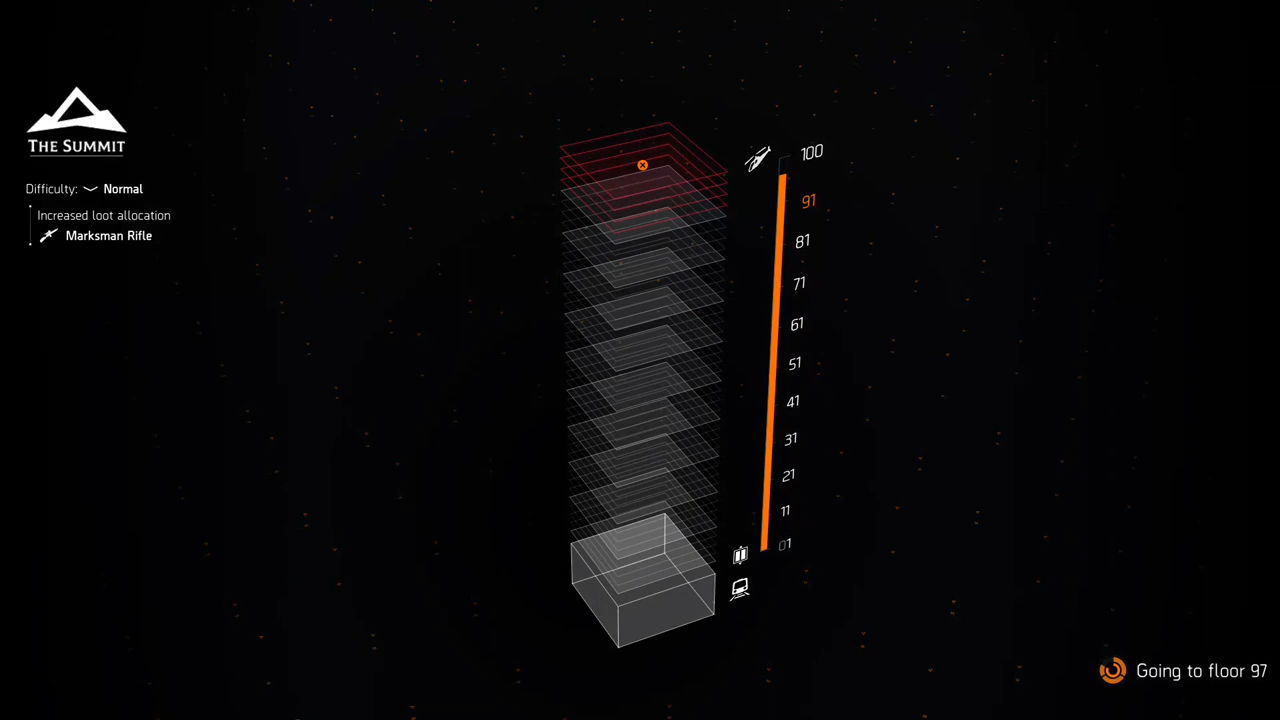 THE SUMMIT
Difficulty: Normal
Increased loot allocation
Marksman Rifle
100
91
81
71
61
51
41
31
21
11
01
Going to floor 97